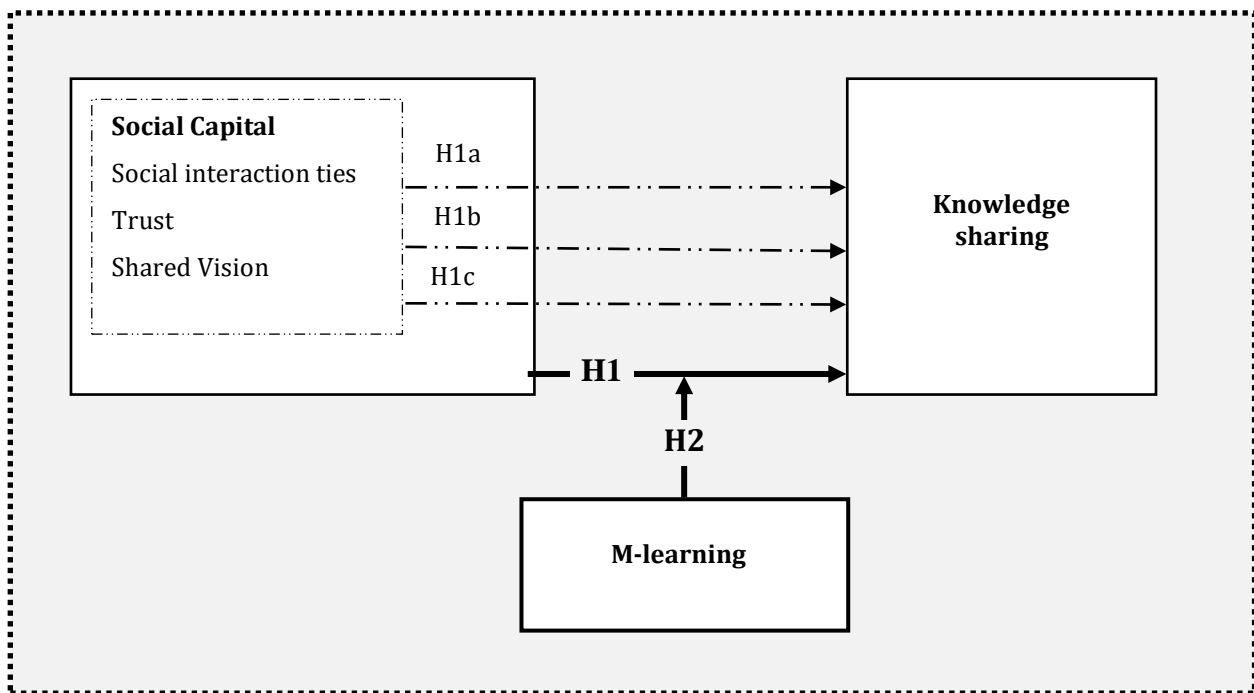 Social Capital
Social interaction ties
Trust
Shared Vision
H1a
H1b
H1c
H1
H2
Knowledge
sharing
M-learning